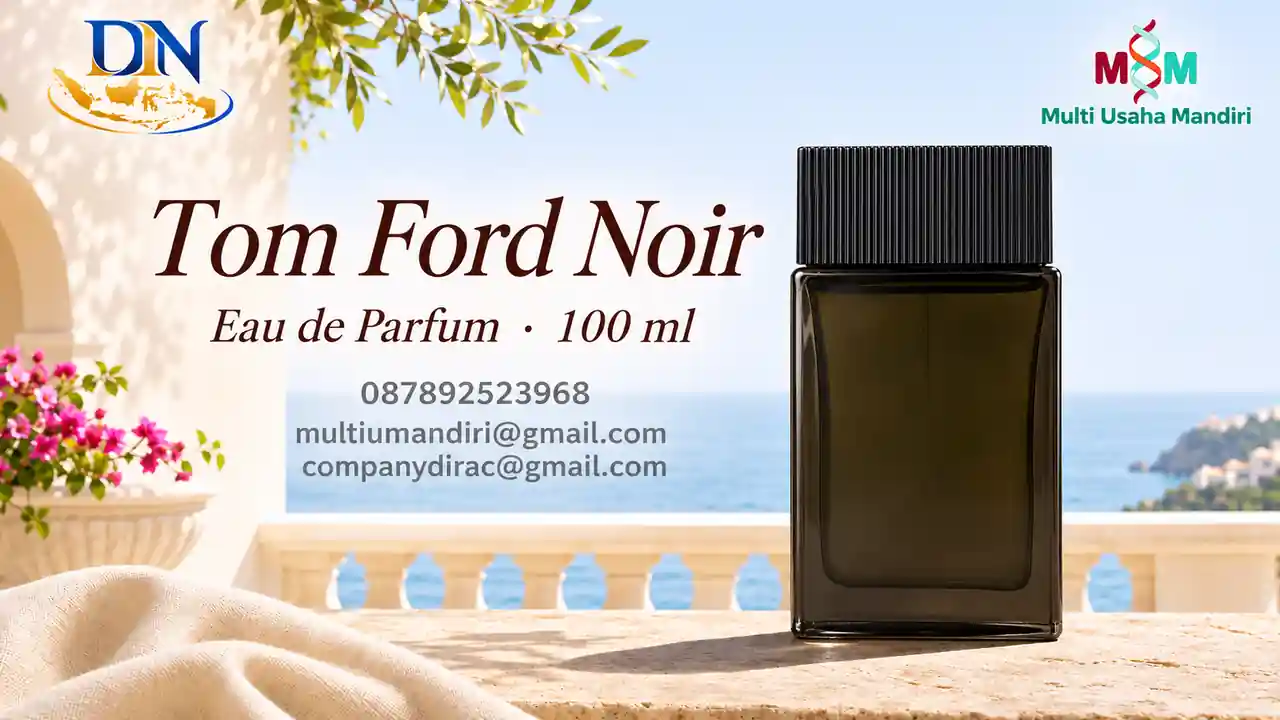 DIN
MSM
Multi Usaha Mandiri
Tom Ford Noir
Eau de Parfum · 100 ml
087892523968
multiumandiri@gmail.com
companydirac@gmail.com